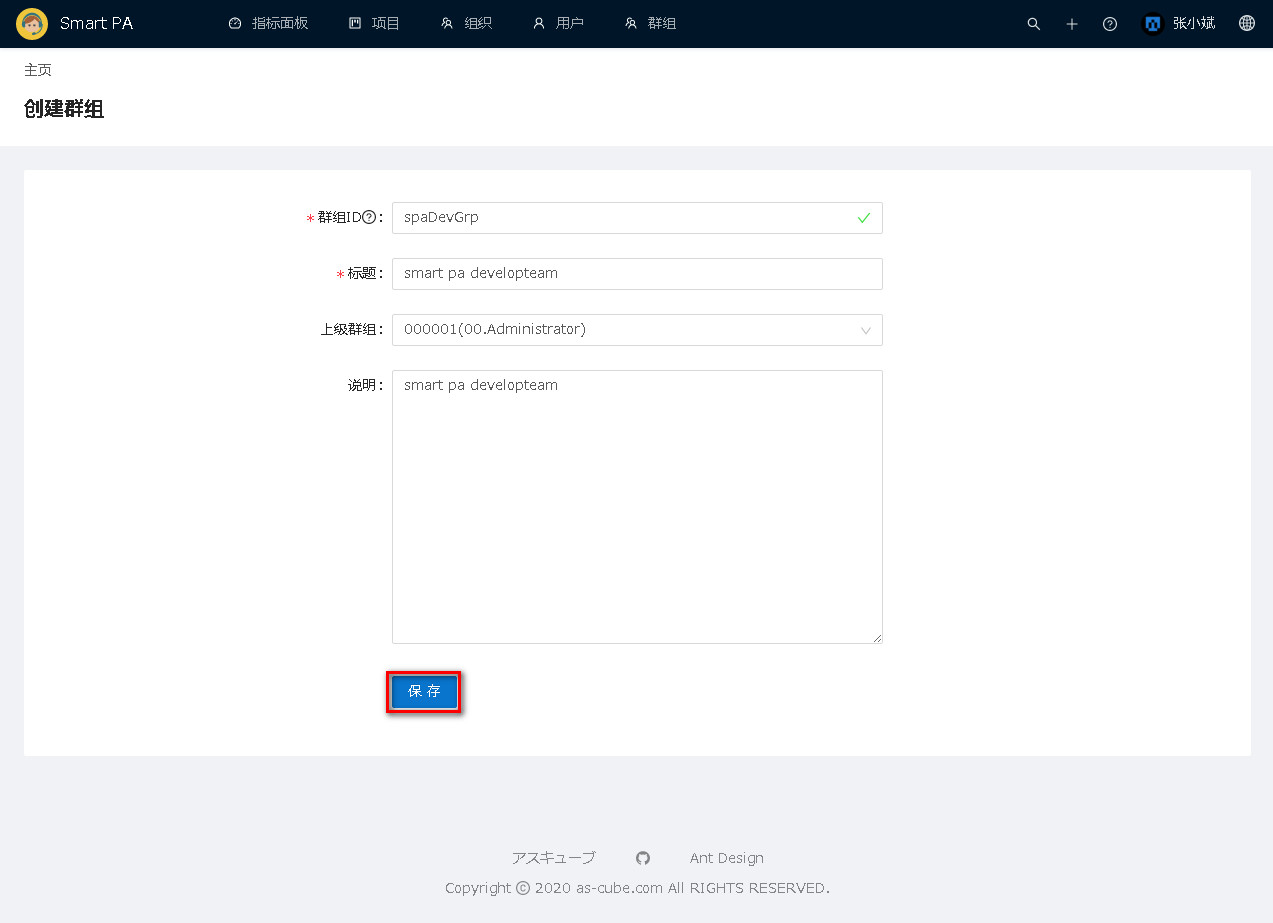 Smart PA 指标面板 项目 组织 用户 群组 张小斌
主页
创建群组
* 群组ID: spaDevGrp
* 标题: smart pa developteam
上级群组: 000001(00.Administrator)
说明: smart pa developteam
保 存
アスキューブ Ant Design
Copyright © 2020 as-cube.com All RIGHTS RESERVED.